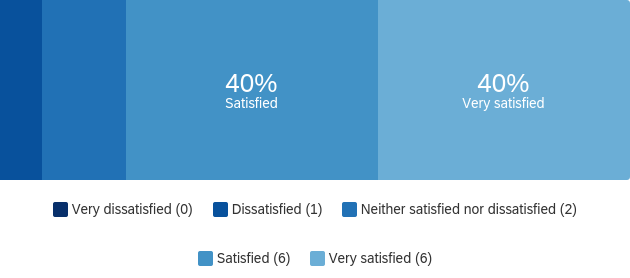 40%
Satisfied
40%
Very satisfied
Very dissatisfied (0)
Dissatisfied (1)
Neither satisfied nor dissatisfied (2)
Satisfied (6)
Very satisfied (6)